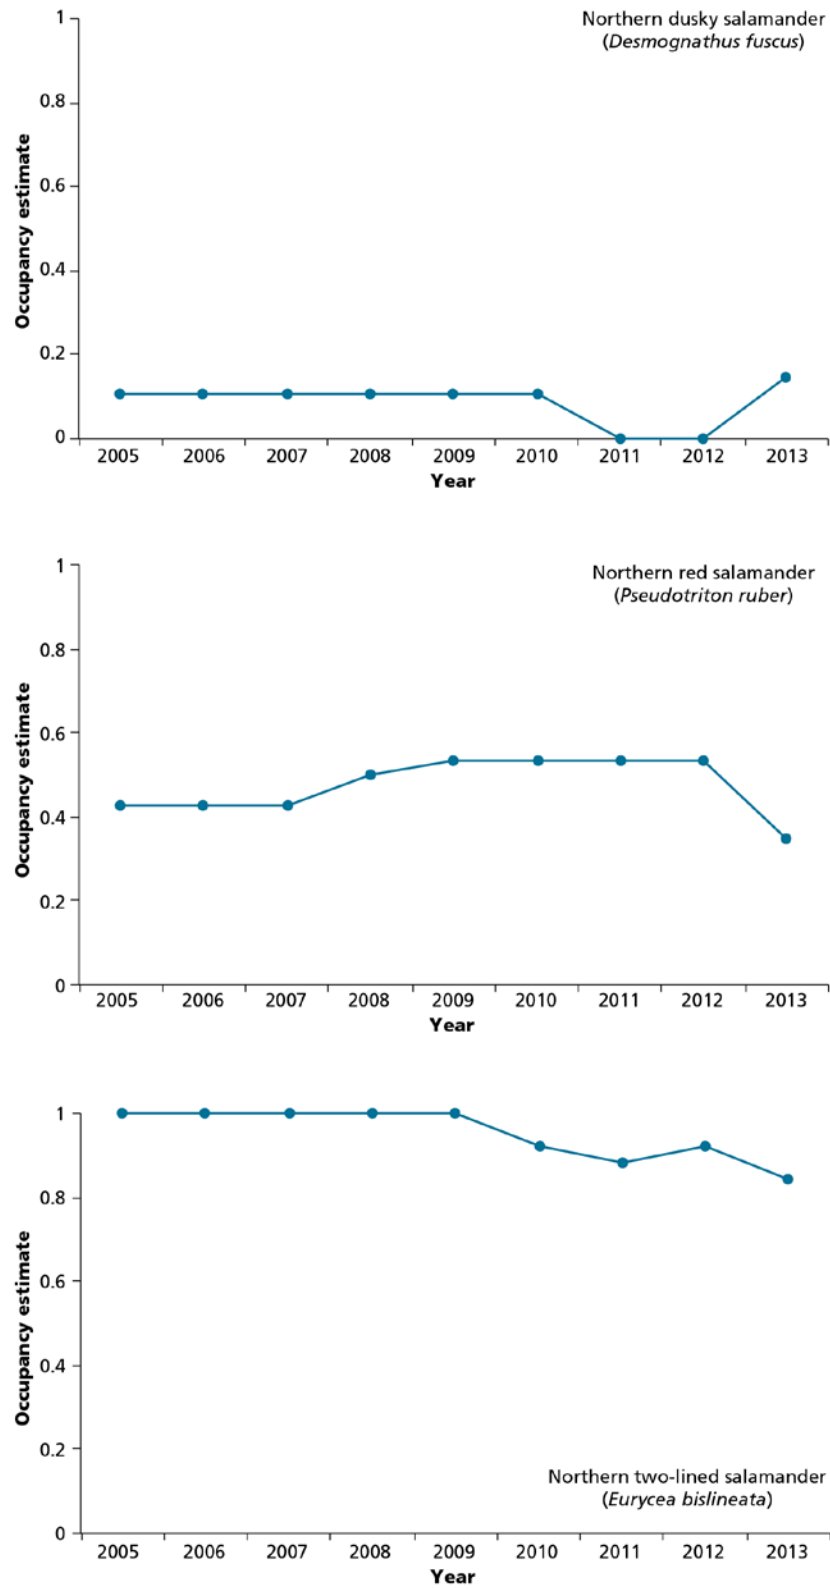 Northern dusky salamander
(Desmognathus fuscus)
1
0.8
0.6
0.4
0.2
0
Occupancy estimate
2005 2006 2007 2008 2009 2010 2011 2012 2013
Year
Northern red salamander
(Pseudotriton ruber)
1
0.8
0.6
0.4
0.2
0
Occupancy estimate
2005 2006 2007 2008 2009 2010 2011 2012 2013
Year
1
0.8
0.6
0.4
0.2
0
Occupancy estimate
Northern two-lined salamander
(Eurycea bislineata)
2005 2006 2007 2008 2009 2010 2011 2012 2013
Year